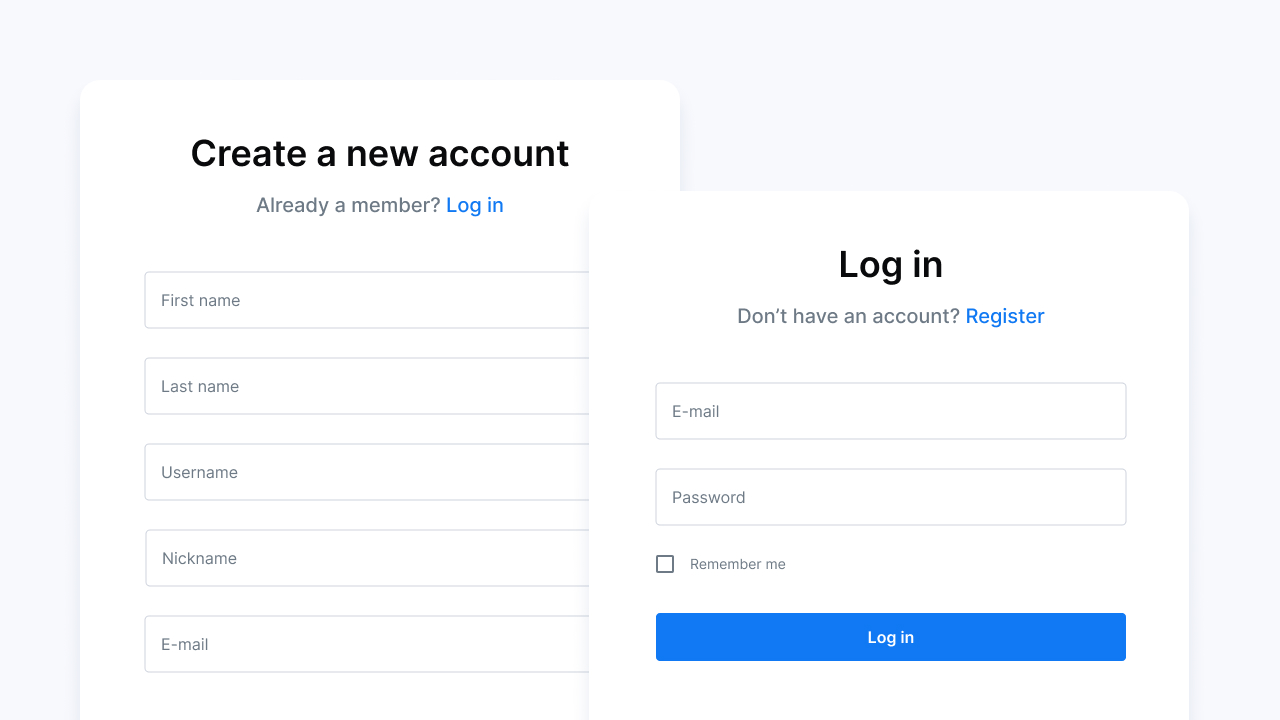 Create a new account
Already a member? Log in
First name
Last name
Username
Nickname
E-mail
Log in
Don’t have an account? Register
E-mail
Password
Remember me
Log in